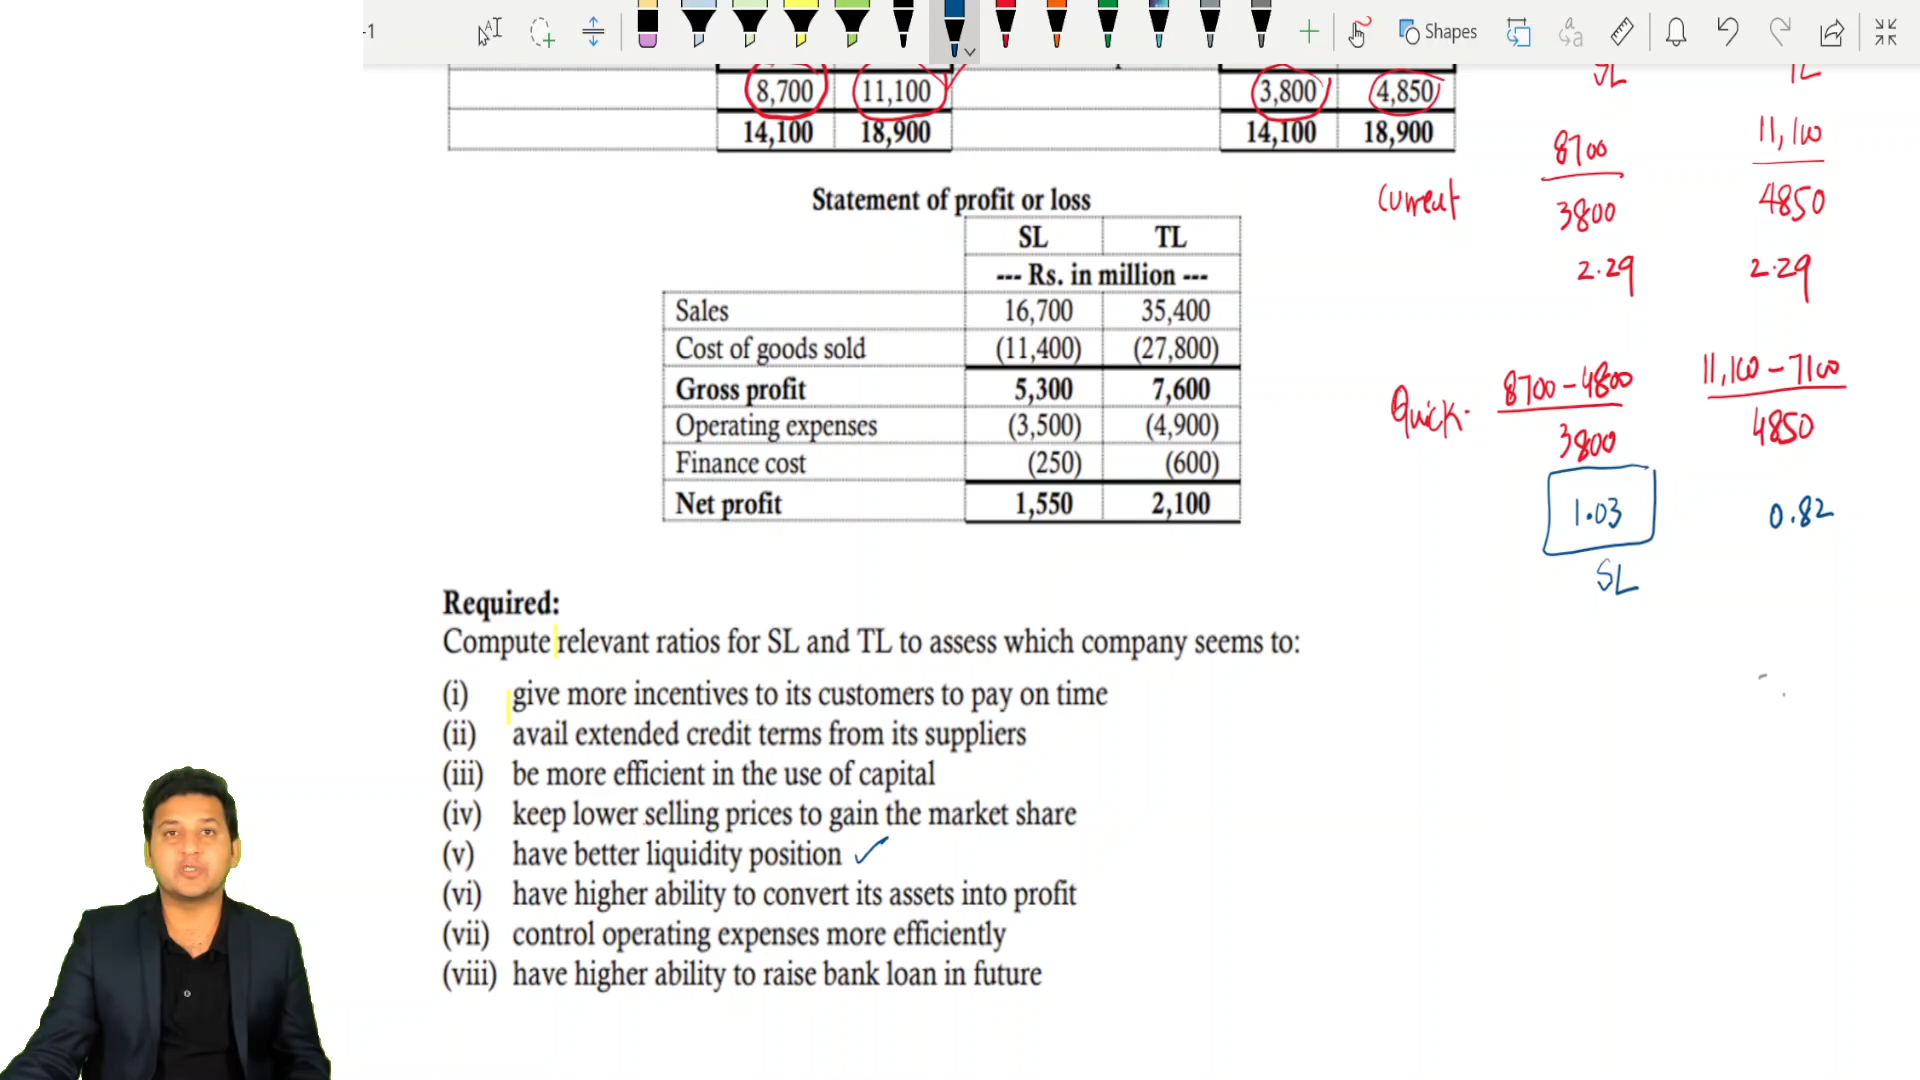 -1
Shapes
8,700 11,100 3,800 4,850
14,100 18,900 14,100 18,900
SL TL
Current 8700 / 3800 11,100 / 4850
2.29 2.29
Quick. 8700 - 4800 / 3800 11,100 - 7100 / 4850
1.03 0.82
SL
Statement of profit or loss
SL TL
--- Rs. in million ---
Sales 16,700 35,400
Cost of goods sold (11,400) (27,800)
Gross profit 5,300 7,600
Operating expenses (3,500) (4,900)
Finance cost (250) (600)
Net profit 1,550 2,100
Required:
Compute relevant ratios for SL and TL to assess which company seems to:
(i) give more incentives to its customers to pay on time
(ii) avail extended credit terms from its suppliers
(iii) be more efficient in the use of capital
(iv) keep lower selling prices to gain the market share
(v) have better liquidity position ✓
(vi) have higher ability to convert its assets into profit
(vii) control operating expenses more efficiently
(viii) have higher ability to raise bank loan in future